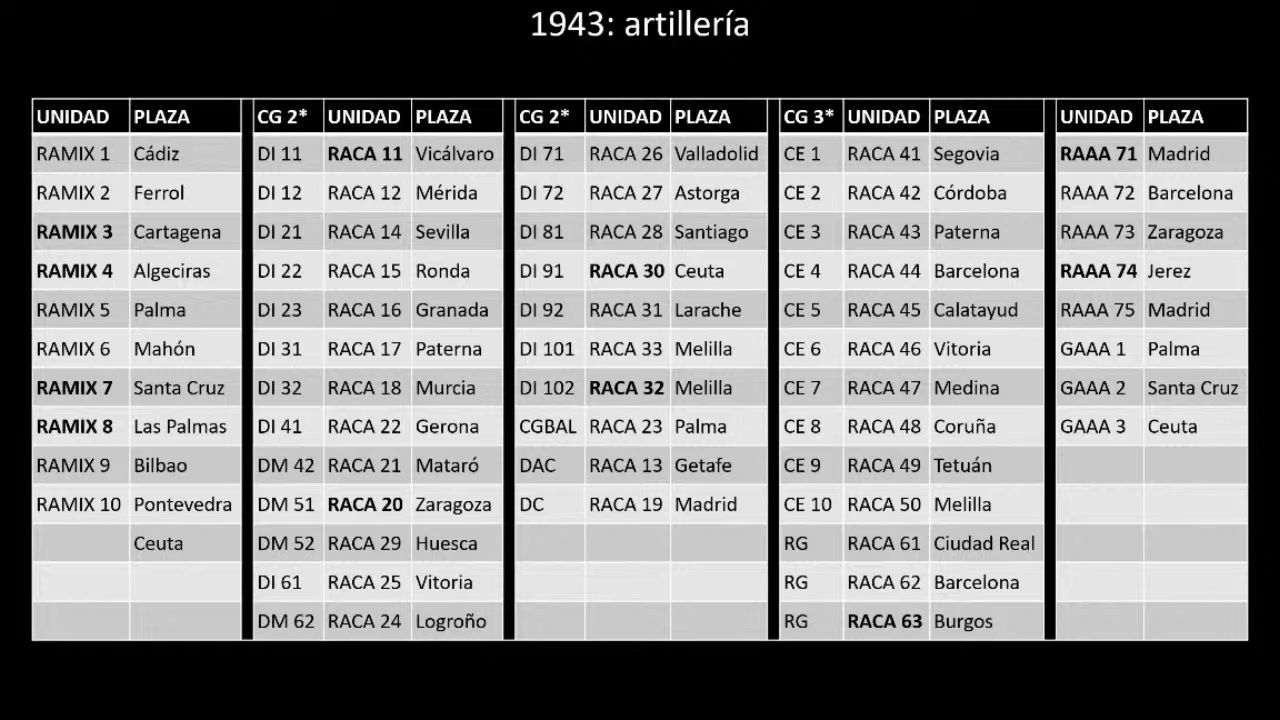 1943: artillería
UNIDAD PLAZA CG 2* UNIDAD PLAZA CG 2* UNIDAD PLAZA CG 3* UNIDAD PLAZA UNIDAD PLAZA
RAMIX 1 Cádiz DI 11 RACA 11 Vicálvaro DI 71 RACA 26 Valladolid CE 1 RACA 41 Segovia RAAA 71 Madrid
RAMIX 2 Ferrol DI 12 RACA 12 Mérida DI 72 RACA 27 Astorga CE 2 RACA 42 Córdoba RAAA 72 Barcelona
RAMIX 3 Cartagena DI 21 RACA 14 Sevilla DI 81 RACA 28 Santiago CE 3 RACA 43 Paterna RAAA 73 Zaragoza
RAMIX 4 Algeciras DI 22 RACA 15 Ronda DI 91 RACA 30 Ceuta CE 4 RACA 44 Barcelona RAAA 74 Jerez
RAMIX 5 Palma DI 23 RACA 16 Granada DI 92 RACA 31 Larache CE 5 RACA 45 Calatayud RAAA 75 Madrid
RAMIX 6 Mahón DI 31 RACA 17 Paterna DI 101 RACA 33 Melilla CE 6 RACA 46 Vitoria GAAA 1 Palma
RAMIX 7 Santa Cruz DI 32 RACA 18 Murcia DI 102 RACA 32 Melilla CE 7 RACA 47 Medina GAAA 2 Santa Cruz
RAMIX 8 Las Palmas DI 41 RACA 22 Gerona CGBAL RACA 23 Palma CE 8 RACA 48 Coruña GAAA 3 Ceuta
RAMIX 9 Bilbao DM 42 RACA 21 Mataró DAC RACA 13 Getafe CE 9 RACA 49 Tetuán
RAMIX 10 Pontevedra DM 51 RACA 20 Zaragoza DC RACA 19 Madrid CE 10 RACA 50 Melilla
Ceuta DM 52 RACA 29 Huesca RG RACA 61 Ciudad Real
DI 61 RACA 25 Vitoria RG RACA 62 Barcelona
DM 62 RACA 24 Logroño RG RACA 63 Burgos